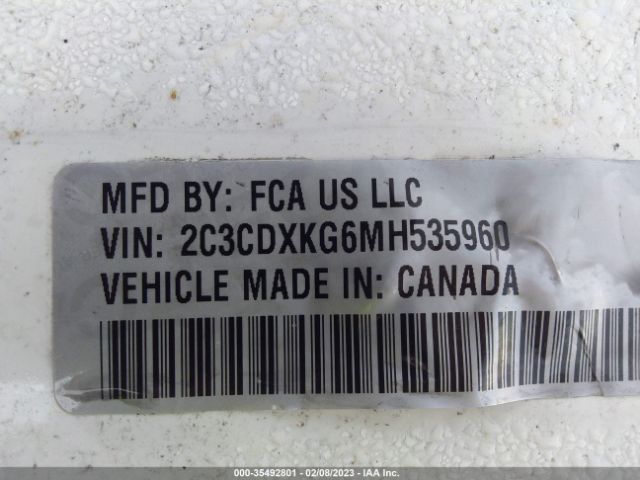 MFD BY: FCA US LLC
VIN: 2C3CDXKG6MH535960
VEHICLE MADE IN: CANADA
000-35492801 - 02/08/2023 - IAA Inc.